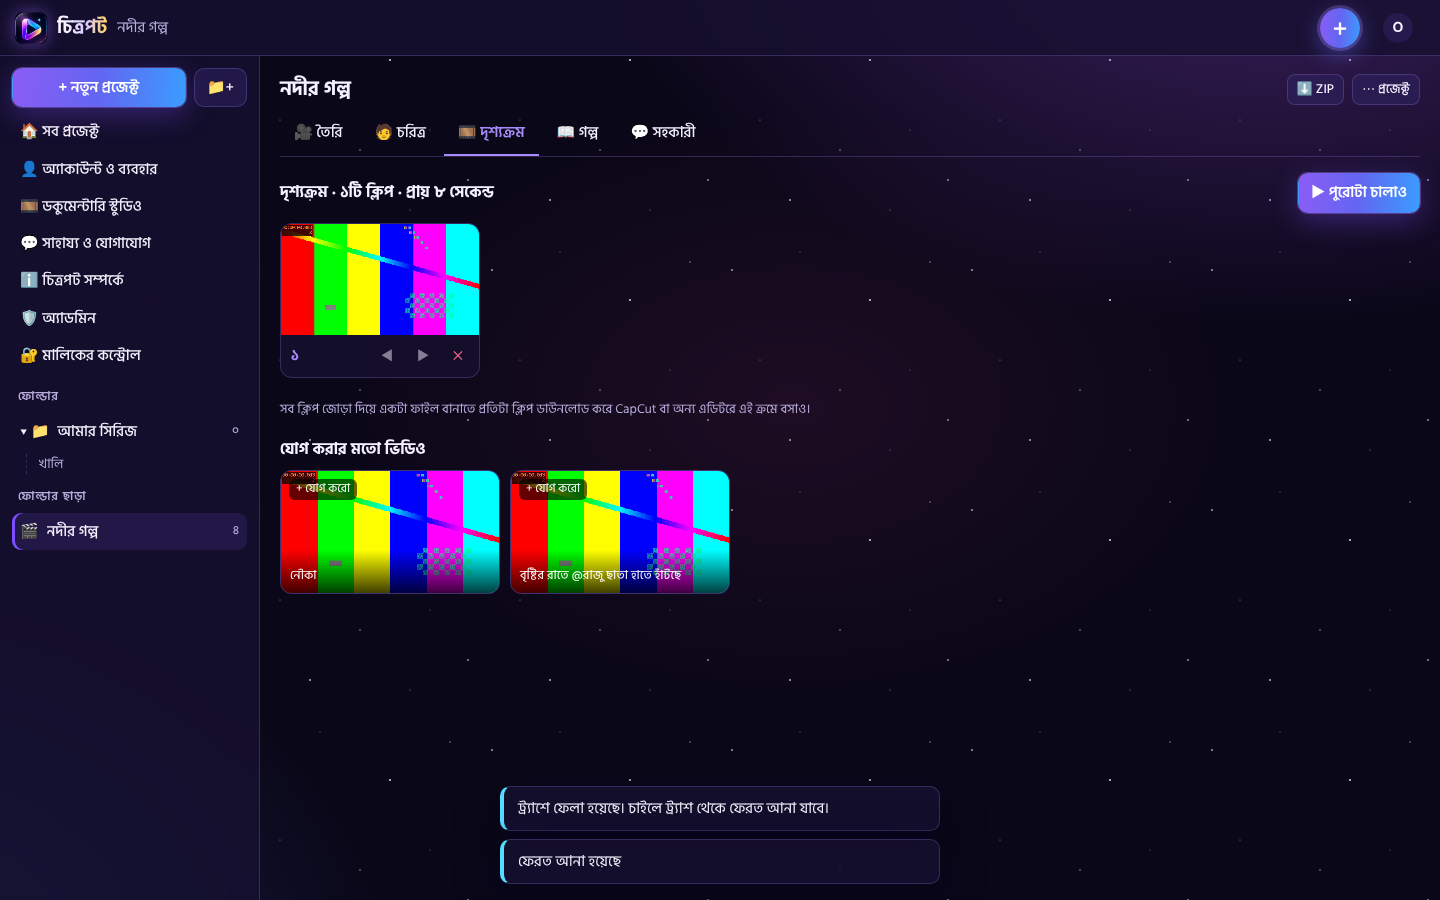 চিত্রপট নদীর গল্প
+
O
+ নতুন প্রজেক্ট
+
সব প্রজেক্ট
অ্যাকাউন্ট ও ব্যবহার
ডকুমেন্টারি স্টুডিও
সাহায্য ও যোগাযোগ
চিত্রপট সম্পর্কে
অ্যাডমিন
মালিকের কন্ট্রোল
ফোল্ডার
আমার সিরিজ ০
খালি
ফোল্ডার ছাড়া
নদীর গল্প ৪
নদীর গল্প
ZIP
⋯ প্রজেক্ট
তৈরি
চরিত্র
দৃশ্যক্রম
গল্প
সহকারী
দৃশ্যক্রম · ১টি ক্লিপ · প্রায় ৮ সেকেন্ড
▶ পুরোটা চালাও
১ ◀ ▶ ✕
সব ক্লিপ জোড়া দিয়ে একটা ফাইল বানাতে প্রতিটা ক্লিপ ডাউনলোড করে CapCut বা অন্য এডিটরে এই ক্রমে বসাও।
যোগ করার মতো ভিডিও
+ যোগ করো
নৌকা
+ যোগ করো
বৃষ্টির রাতে @রাজু ছাতা হাতে হাঁটছে
ট্র্যাশে ফেলা হয়েছে। চাইলে ট্র্যাশ থেকে ফেরত আনা যাবে।
ফেরত আনা হয়েছে